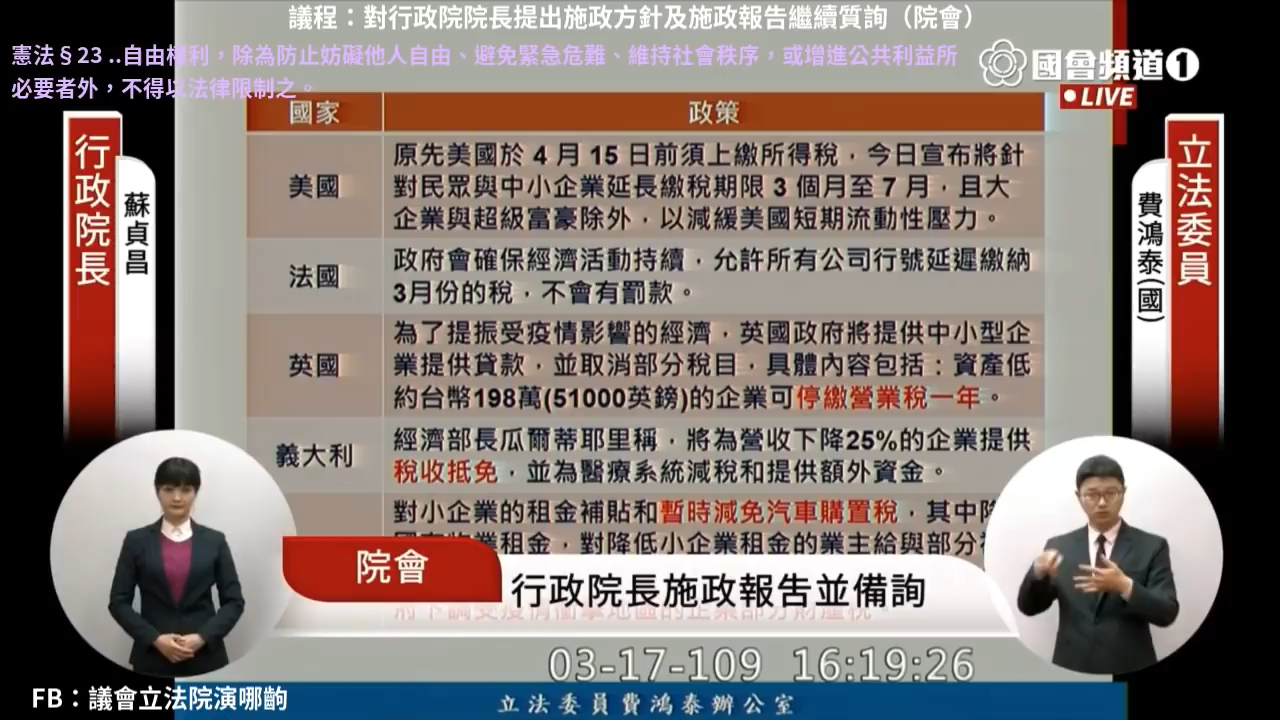 議程：對行政院院長提出施政方針及施政報告繼續質詢（院會）
憲法§23 ..自由權利，除為防止妨礙他人自由、避免緊急危難、維持社會秩序，或增進公共利益所
必要者外，不得以法律限制之。
國會頻道1
LIVE
行政院長
蘇貞昌
立法委員
費鴻泰(國)
國家 政策
美國
原先美國於 4 月 15 日前須上繳所得稅，今日宣布將針
對民眾與中小企業延長繳稅期限 3 個月至 7 月，且大
企業與超級富豪除外，以減緩美國短期流動性壓力。
法國
政府會確保經濟活動持續，允許所有公司行號延遲繳納
3月份的稅，不會有罰款。
英國
為了提振受疫情影響的經濟，英國政府將提供中小型企
業提供貸款，並取消部分稅目，具體內容包括：資產低
約台幣198萬(51000英鎊)的企業可停繳營業稅一年。
義大利
經濟部長瓜爾蒂耶里稱，將為營收下降25%的企業提供
稅收抵免，並為醫療系統減稅和提供額外資金。
對小企業的租金補貼和暫時減免汽車購置稅，其中
租金，對降低小企業租金的業主給與部分
院會
行政院長施政報告並備詢
03-17-109 16:19:26
FB：議會立法院演哪齣
立法委員費鴻泰辦公室